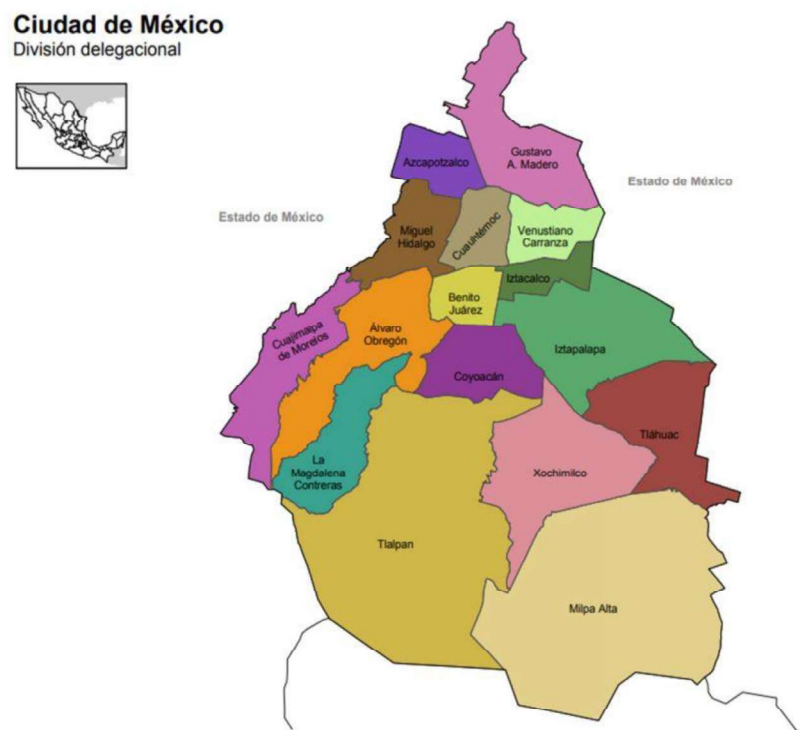 Ciudad de México
División delegacional
Gustavo
A. Madero
Azcapotzalco
Estado de México
Estado de México
Miguel
Hidalgo
Cuauhtémoc
Venustiano
Carranza
Iztacalco
Benito
Juárez
Cuajimalpa
de Morelos
Álvaro
Obregón
Iztapalapa
Coyoacán
Tláhuac
La
Magdalena
Contreras
Xochimilco
Tlalpan
Milpa Alta